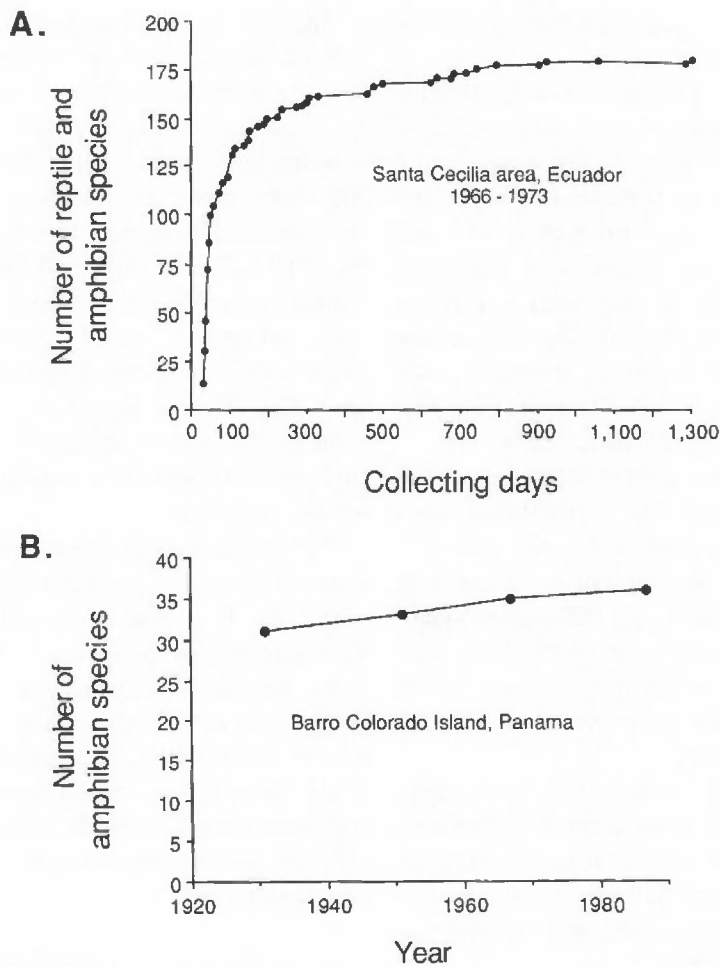 A.
200
175
150
125
100
75
50
25
0
Number of reptile and
amphibian species
Santa Cecilia area, Ecuador
1966 - 1973
0 100 300 500 700 900 1,100 1,300
Collecting days
B.
40
35
30
25
20
15
10
5
0
Number of
amphibian species
Barro Colorado Island, Panama
1920 1940 1960 1980
Year